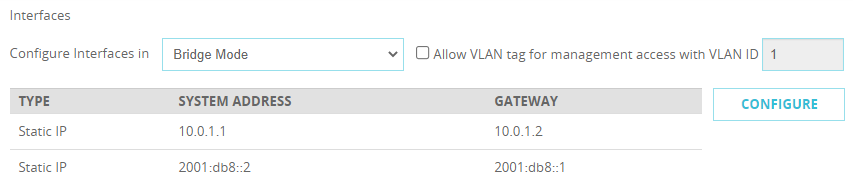 Interfaces
Configure Interfaces in Bridge Mode Allow VLAN tag for management access with VLAN ID 1
TYPE SYSTEM ADDRESS GATEWAY CONFIGURE
Static IP 10.0.1.1 10.0.1.2
Static IP 2001:db8::2 2001:db8::1